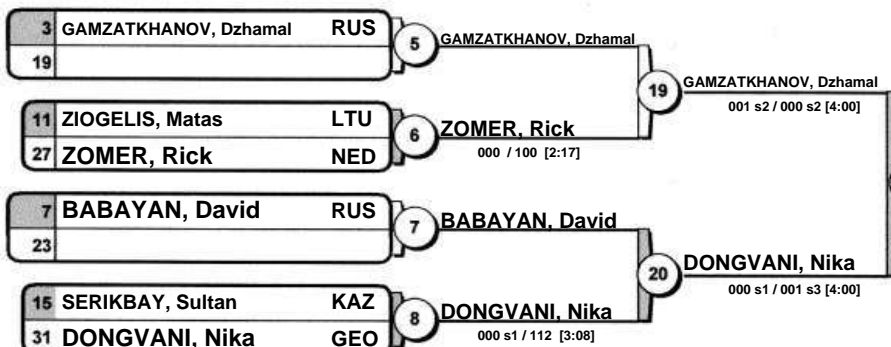 3 GAMZATKHANOV, Dzhamal RUS
19
5
GAMZATKHANOV, Dzhamal
11 ZIOGELIS, Matas LTU
27 ZOMER, Rick NED
6
ZOMER, Rick
000 / 100 [2:17]
19
GAMZATKHANOV, Dzhamal
001 s2 / 000 s2 [4:00]
7 BABAYAN, David RUS
23
7
BABAYAN, David
15 SERIKBAY, Sultan KAZ
31 DONGVANI, Nika GEO
8
DONGVANI, Nika
000 s1 / 112 [3:08]
20
DONGVANI, Nika
000 s1 / 001 s3 [4:00]